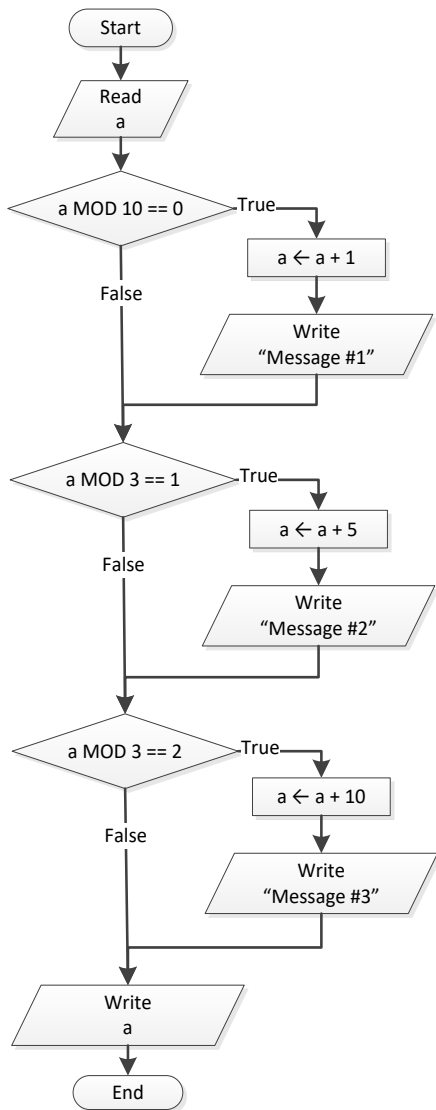 Start
Read
a
a MOD 10 == 0
True
a ← a + 1
False
Write
“Message #1”
a MOD 3 == 1
True
a ← a + 5
False
Write
“Message #2”
a MOD 3 == 2
True
a ← a + 10
False
Write
“Message #3”
Write
a
End